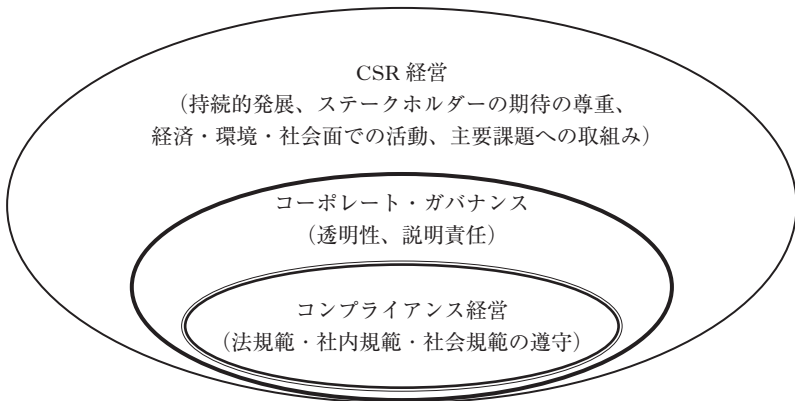 CSR 経営
（持続的発展、ステークホルダーの期待の尊重、
経済・環境・社会面での活動、主要課題への取組み）
コーポレート・ガバナンス
（透明性、説明責任）
コンプライアンス経営
（法規範・社内規範・社会規範の遵守）